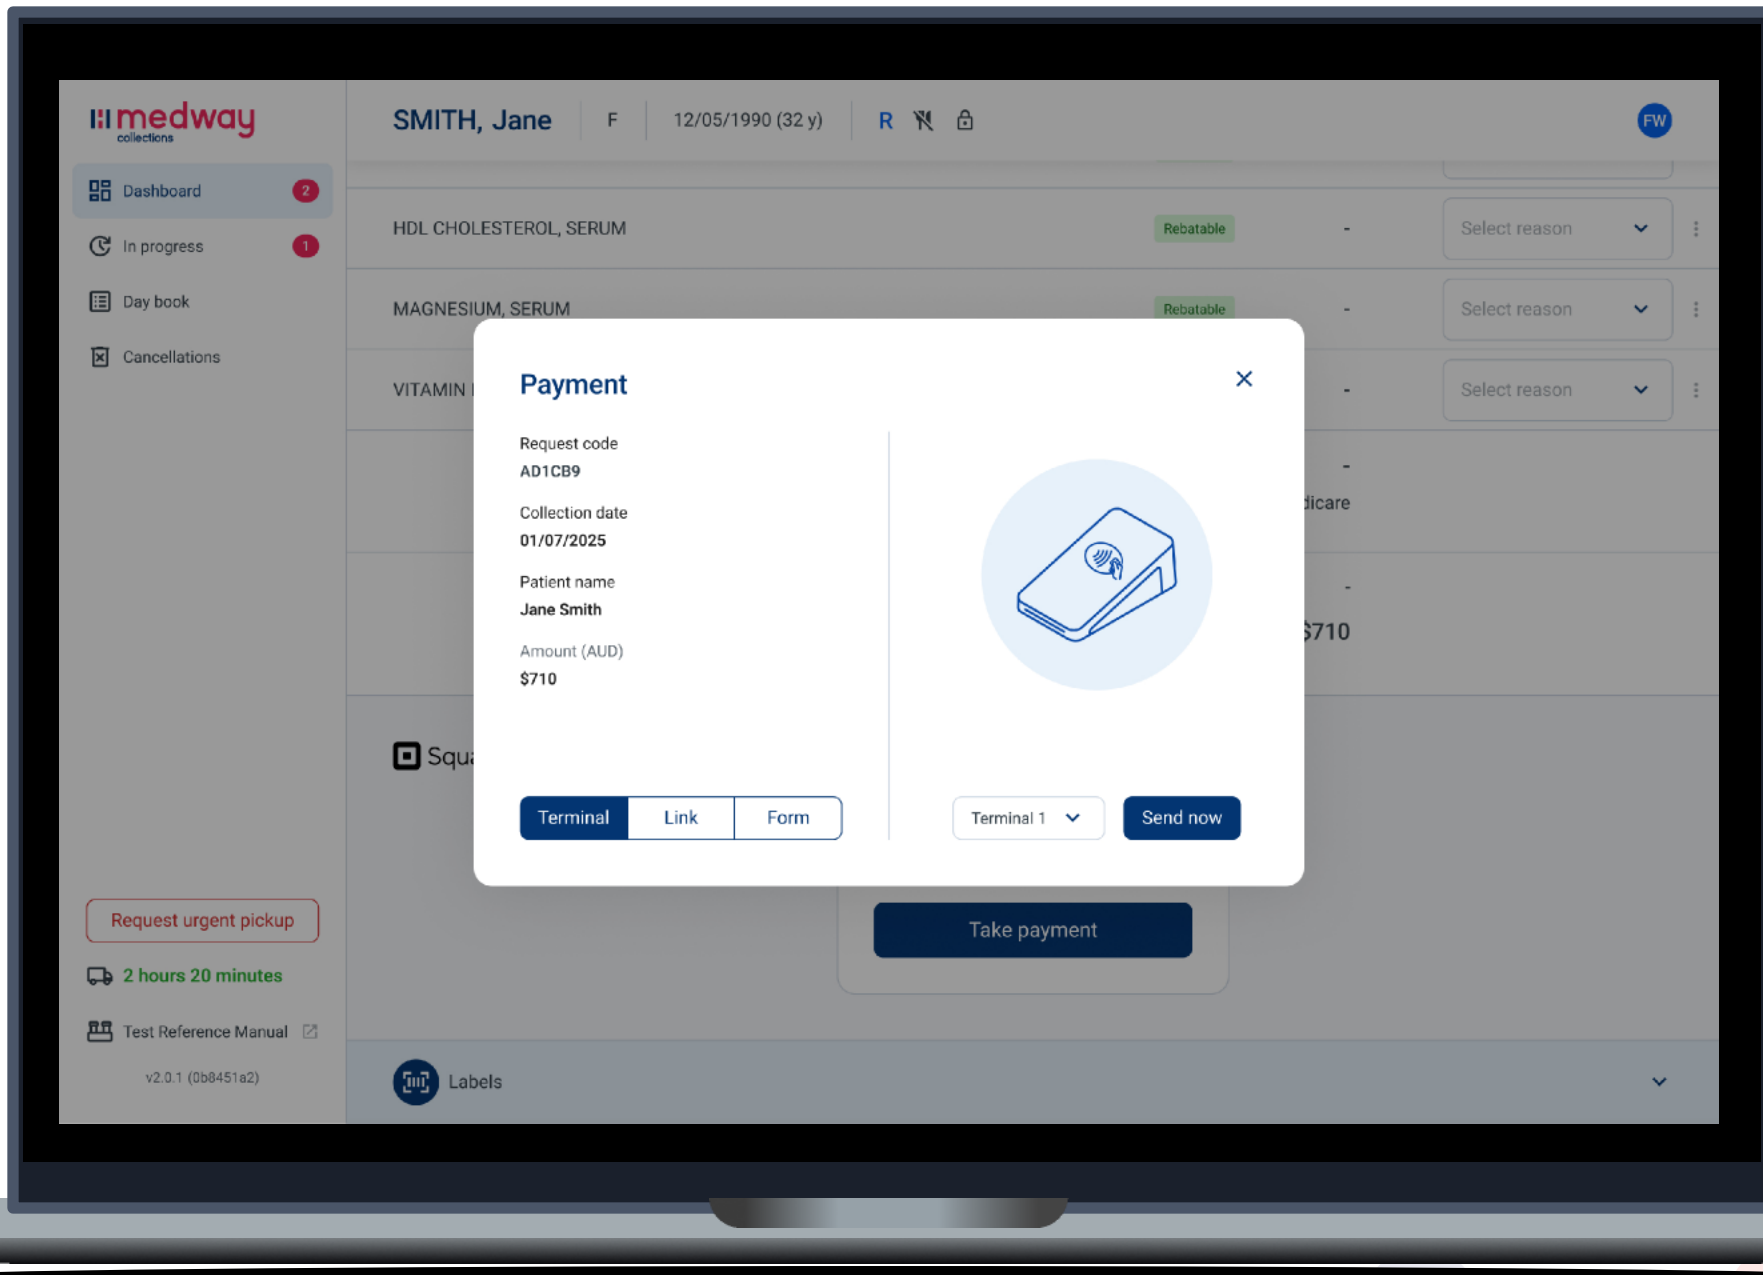 medway
collections
SMITH, Jane
F
12/05/1990 (32 y)
R
FW
Dashboard
2
In progress
1
Day book
Cancellations
HDL CHOLESTEROL, SERUM
Rebatable
-
Select reason
MAGNESIUM, SERUM
Rebatable
-
Select reason
VITAMIN
-
Select reason
-
dicare
-
$710
Payment
Request code
AD1CB9
Collection date
01/07/2025
Patient name
Jane Smith
Amount (AUD)
$710
Terminal
Link
Form
Terminal 1
Send now
Squa
Take payment
Request urgent pickup
2 hours 20 minutes
Test Reference Manual
v2.0.1 (0b8451a2)
Labels